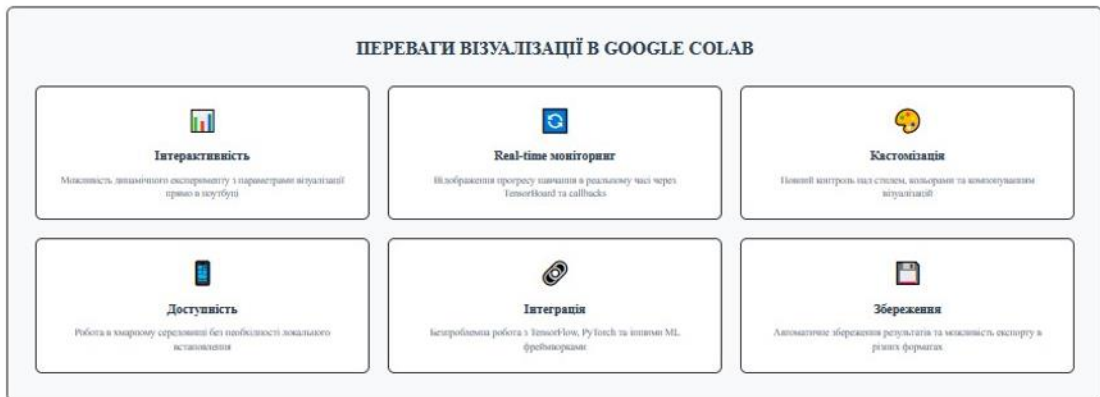 ПЕРЕВАГИ ВІЗУАЛІЗАЦІЇ В GOOGLE COLAB
Інтерактивність
Можливість динамічного експерименту з параметрами візуалізації
прямо в ноутбуці
Real-time моніторинг
Відображення прогресу навчання в реальному часі через
TensorBoard та callbacks
Кастомізація
Повний контроль над стилем, кольорами та компонуванням
візуалізацій
Доступність
Робота в хмарному середовищі без необхідності локального
встановлення
Інтеграція
Безпроблемна робота з TensorFlow, PyTorch та іншими ML
фреймворками
Збереження
Автоматичне збереження результатів та можливість експорту в
різних форматах